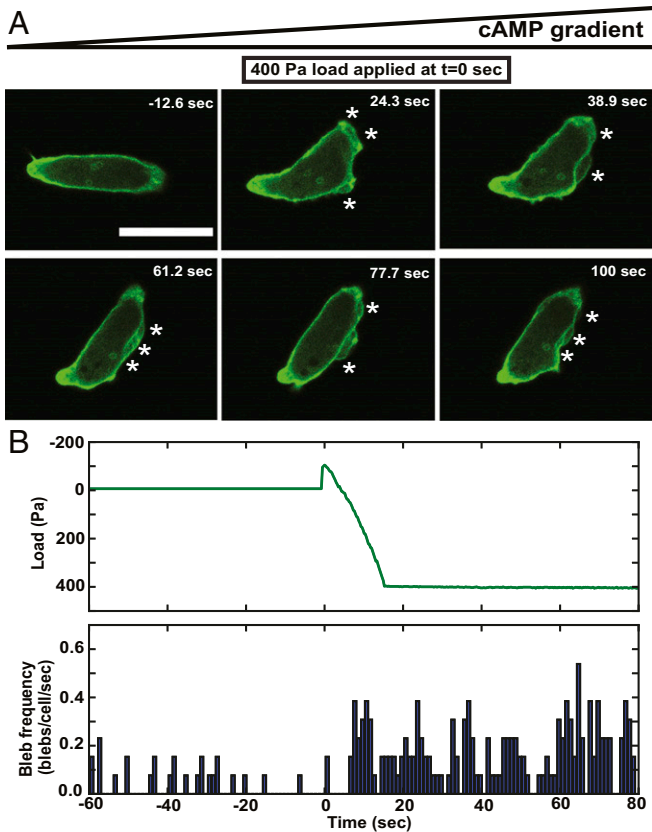 A
cAMP gradient
400 Pa load applied at t=0 sec
-12.6 sec
24.3 sec
38.9 sec
* * *
* *
61.2 sec
77.7 sec
100 sec
* * *
* *
* * *
B
Load (Pa)
-200
0
200
400
Bleb frequency
(blebs/cell/sec)
0.6
0.4
0.2
0.0
-60 -40 -20 0 20 40 60 80
Time (sec)